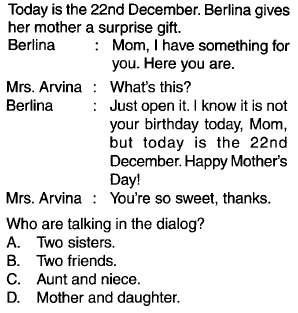 Today is the 22nd December. Berlina gives
her mother a surprise gift.
Berlina : Mom, I have something for
you. Here you are.
Mrs. Arvina : What's this?
Berlina : Just open it. I know it is not
your birthday today, Mom,
but today is the 22nd
December. Happy Mother's
Day!
Mrs. Arvina : You're so sweet, thanks.
Who are talking in the dialog?
A. Two sisters.
B. Two friends.
C. Aunt and niece.
D. Mother and daughter.